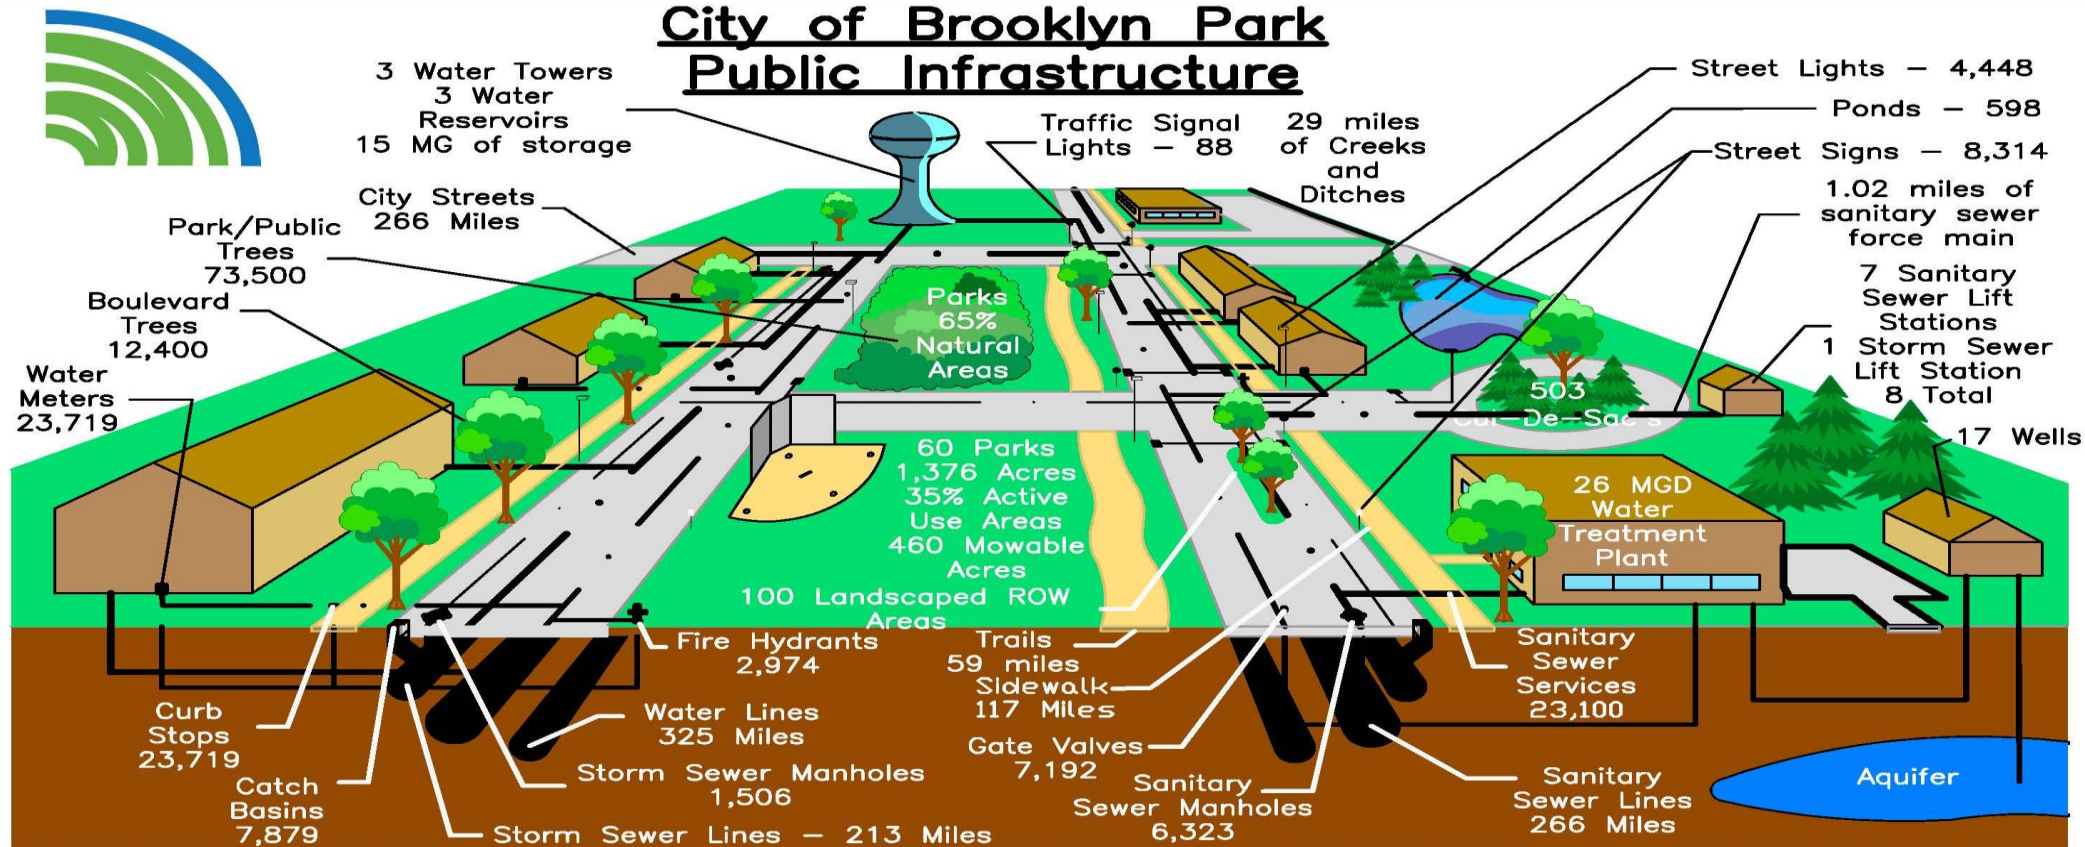 City of Brooklyn Park
Public Infrastructure
3 Water Towers
3 Water
Reservoirs
15 MG of storage
City Streets
266 Miles
Park/Public
Trees
73,500
Boulevard
Trees
12,400
Water
Meters
23,719
Traffic Signal
Lights – 88
29 miles
of Creeks
and
Ditches
Street Lights – 4,448
Ponds – 598
Street Signs – 8,314
1.02 miles of
sanitary sewer
force main
7 Sanitary
Sewer Lift
Stations
1 Storm Sewer
Lift Station
8 Total
17 Wells
Parks
65%
Natural
Areas
503
Cul–De–Sac's
60 Parks
1,376 Acres
35% Active
Use Areas
460 Mowable
Acres
100 Landscaped ROW
Areas
26 MGD
Water
Treatment
Plant
Fire Hydrants
2,974
Trails
59 miles
Sidewalk
117 Miles
Gate Valves
7,192
Sanitary
Sewer
Services
23,100
Curb
Stops
23,719
Catch
Basins
7,879
Water Lines
325 Miles
Storm Sewer Manholes
1,506
Storm Sewer Lines – 213 Miles
Sanitary
Sewer Manholes
6,323
Sanitary
Sewer Lines
266 Miles
Aquifer